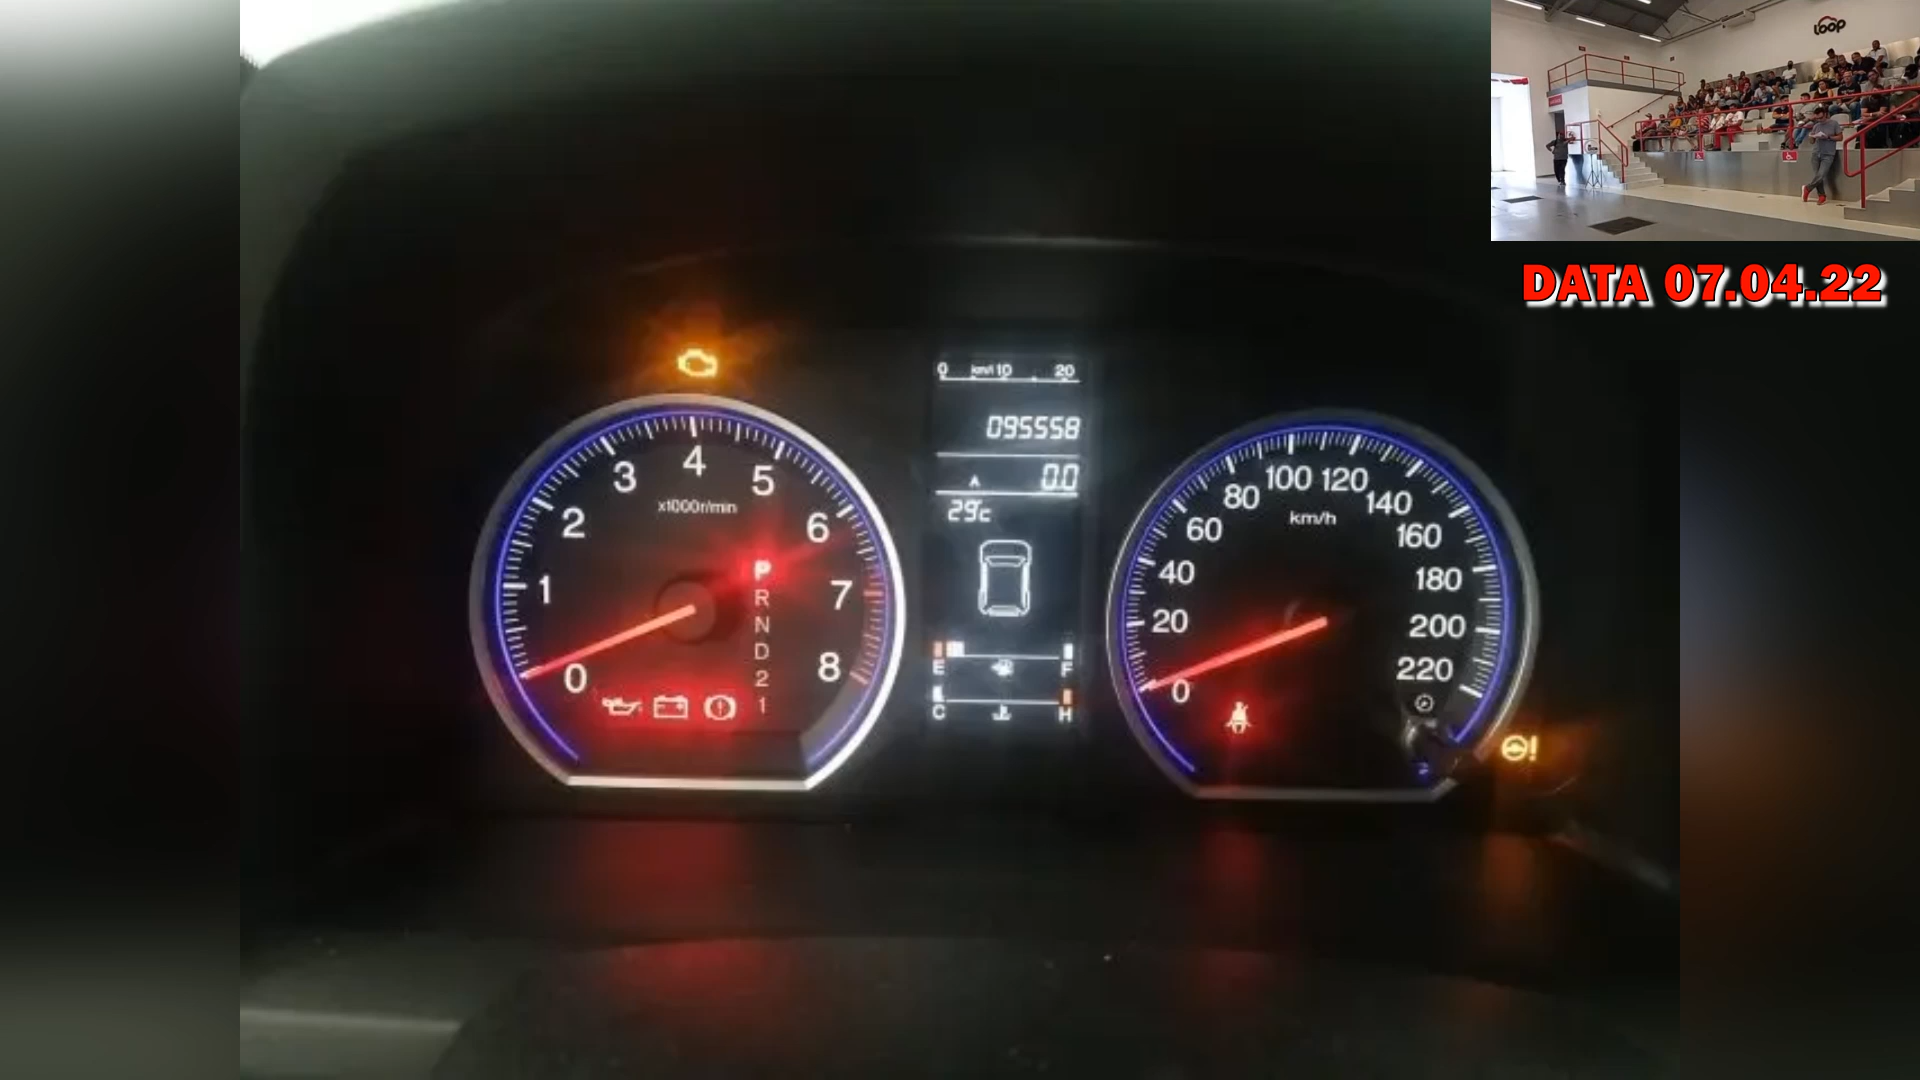 LOOP
DATA 07.04.22
0 km/l 10 20
095558
A 0.0
29°c
E F
C H
0
1
2
3
4
5
6
7
8
x1000r/min
P
R
N
D
2
1
0
20
40
60
80
100
120
140
160
180
200
220
km/h